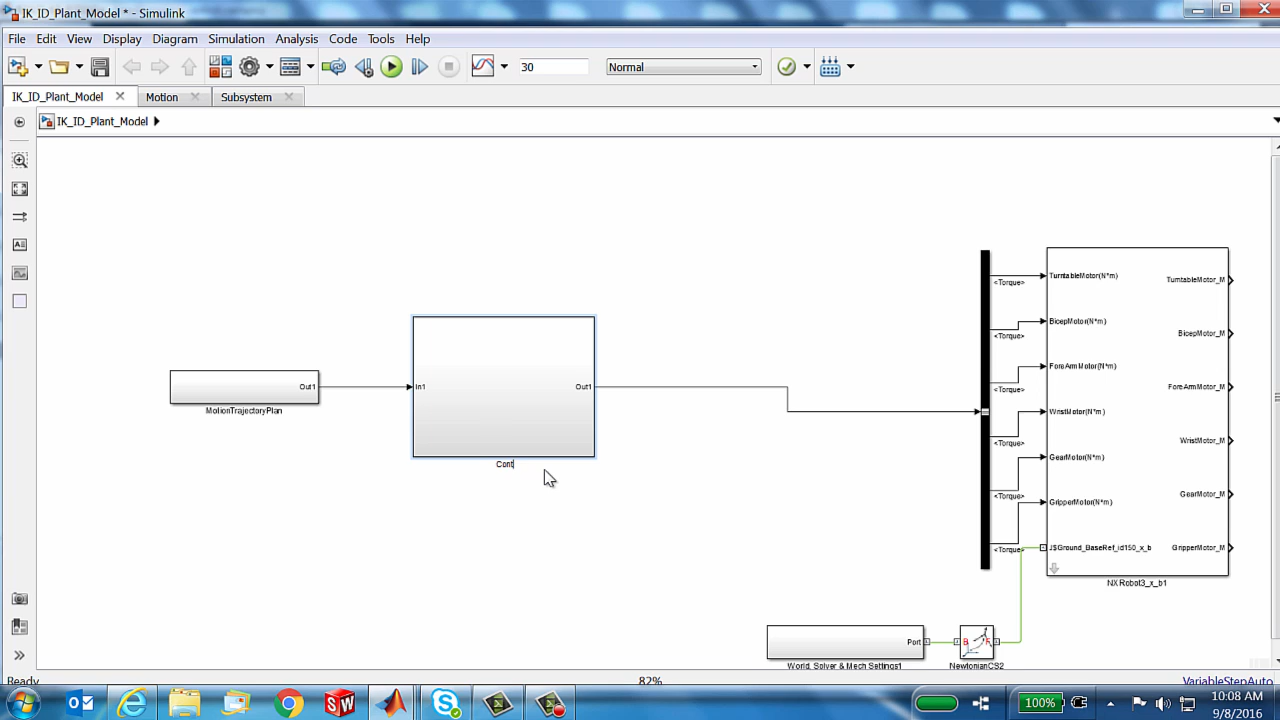 IK_ID_Plant_Model * - Simulink
File Edit View Display Diagram Simulation Analysis Code Tools Help
30 Normal
IK_ID_Plant_Model Motion Subsystem
IK_ID_Plant_Model
Out1
MotionTrajectoryPlan
In1 Out1
Cont
<Torque>
<Torque>
<Torque>
<Torque>
<Torque>
<Torque>
TurntableMotor(N*m) TurntableMotor_M
BicepMotor(N*m) BicepMotor_M
ForeArmMotor(N*m) ForeArmMotor_M
WristMotor(N*m) WristMotor_M
GearMotor(N*m) GearMotor_M
GripperMotor(N*m)
J$Ground_BaseRef_id150_x_b GripperMotor_M
NXRobot3_x_b1
Port
World, Solver & Mech Settings1
B F
NewtonianCS2
Ready 82% VariableStepAuto
SW
100%
10:08 AM
9/8/2016